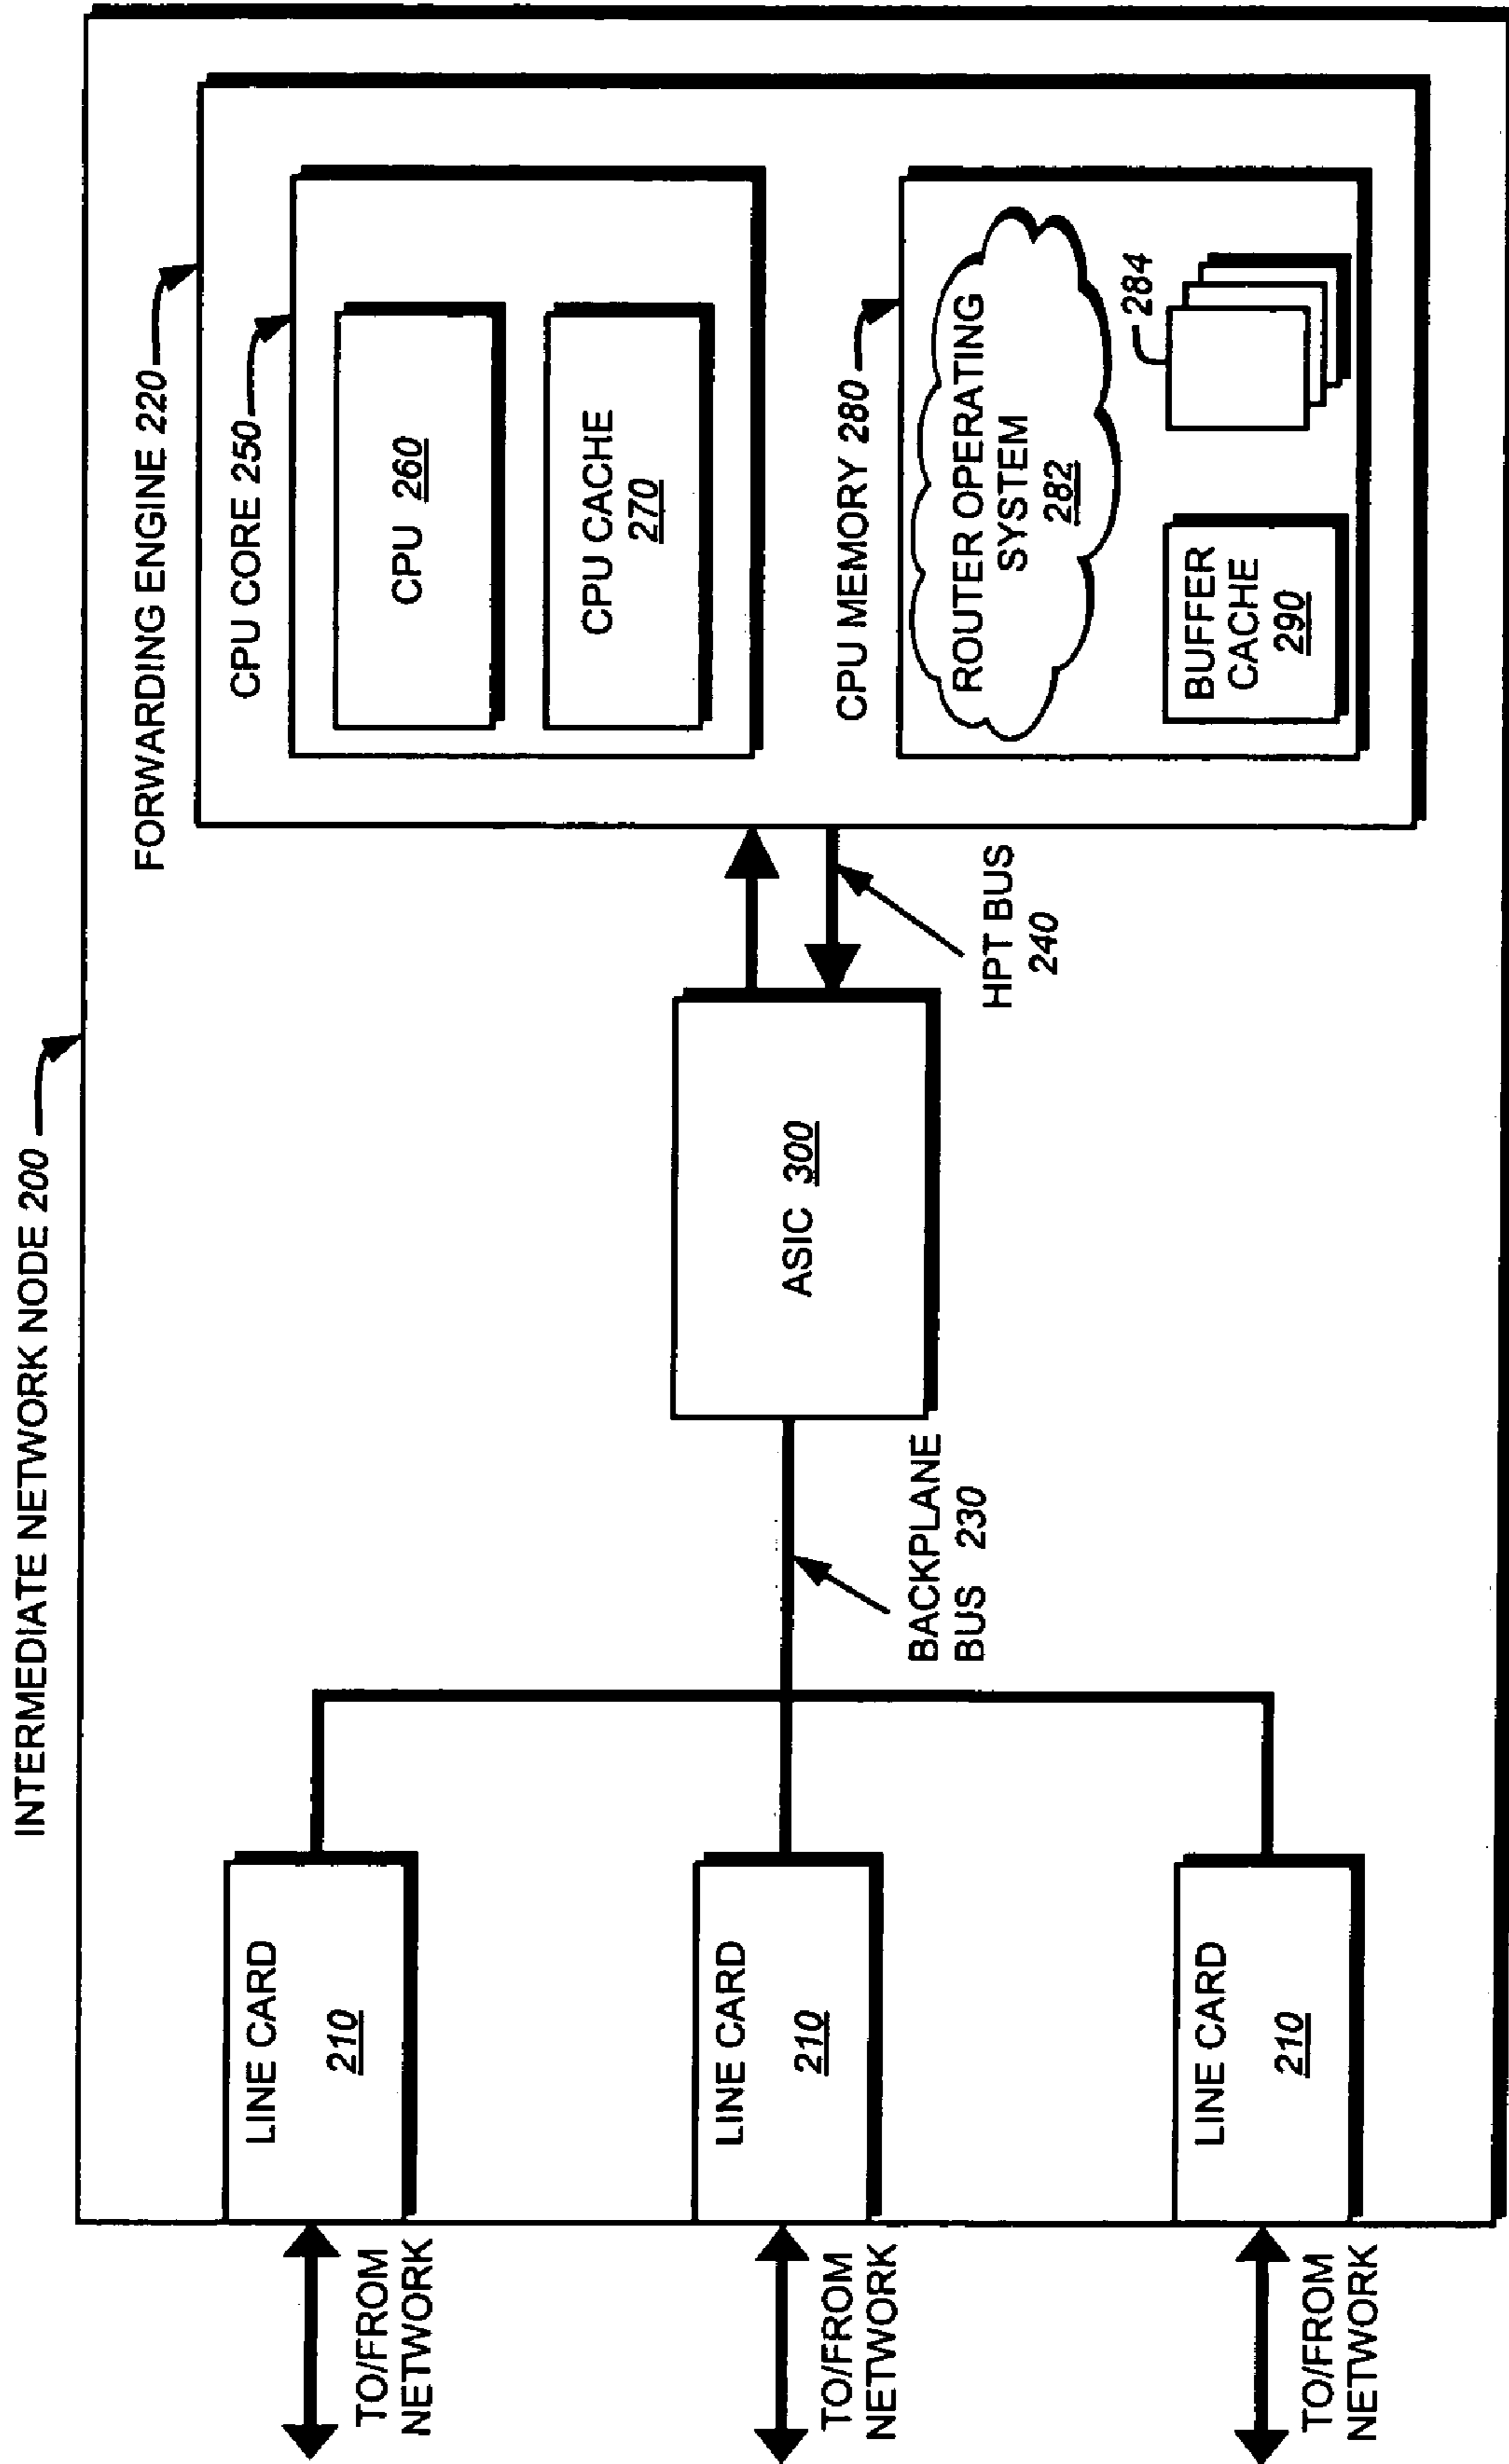 INTERMEDIATE NETWORK NODE 200
FORWARDING ENGINE 220
CPU CORE 250
CPU 260
CPU CACHE
270
CPU MEMORY 280
ROUTER OPERATING
SYSTEM
282
BUFFER
CACHE
290
284
HPT BUS
240
ASIC 300
BACKPLANE
BUS 230
LINE CARD
210
LINE CARD
210
LINE CARD
210
TO/FROM
NETWORK
TO/FROM
NETWORK
TO/FROM
NETWORK